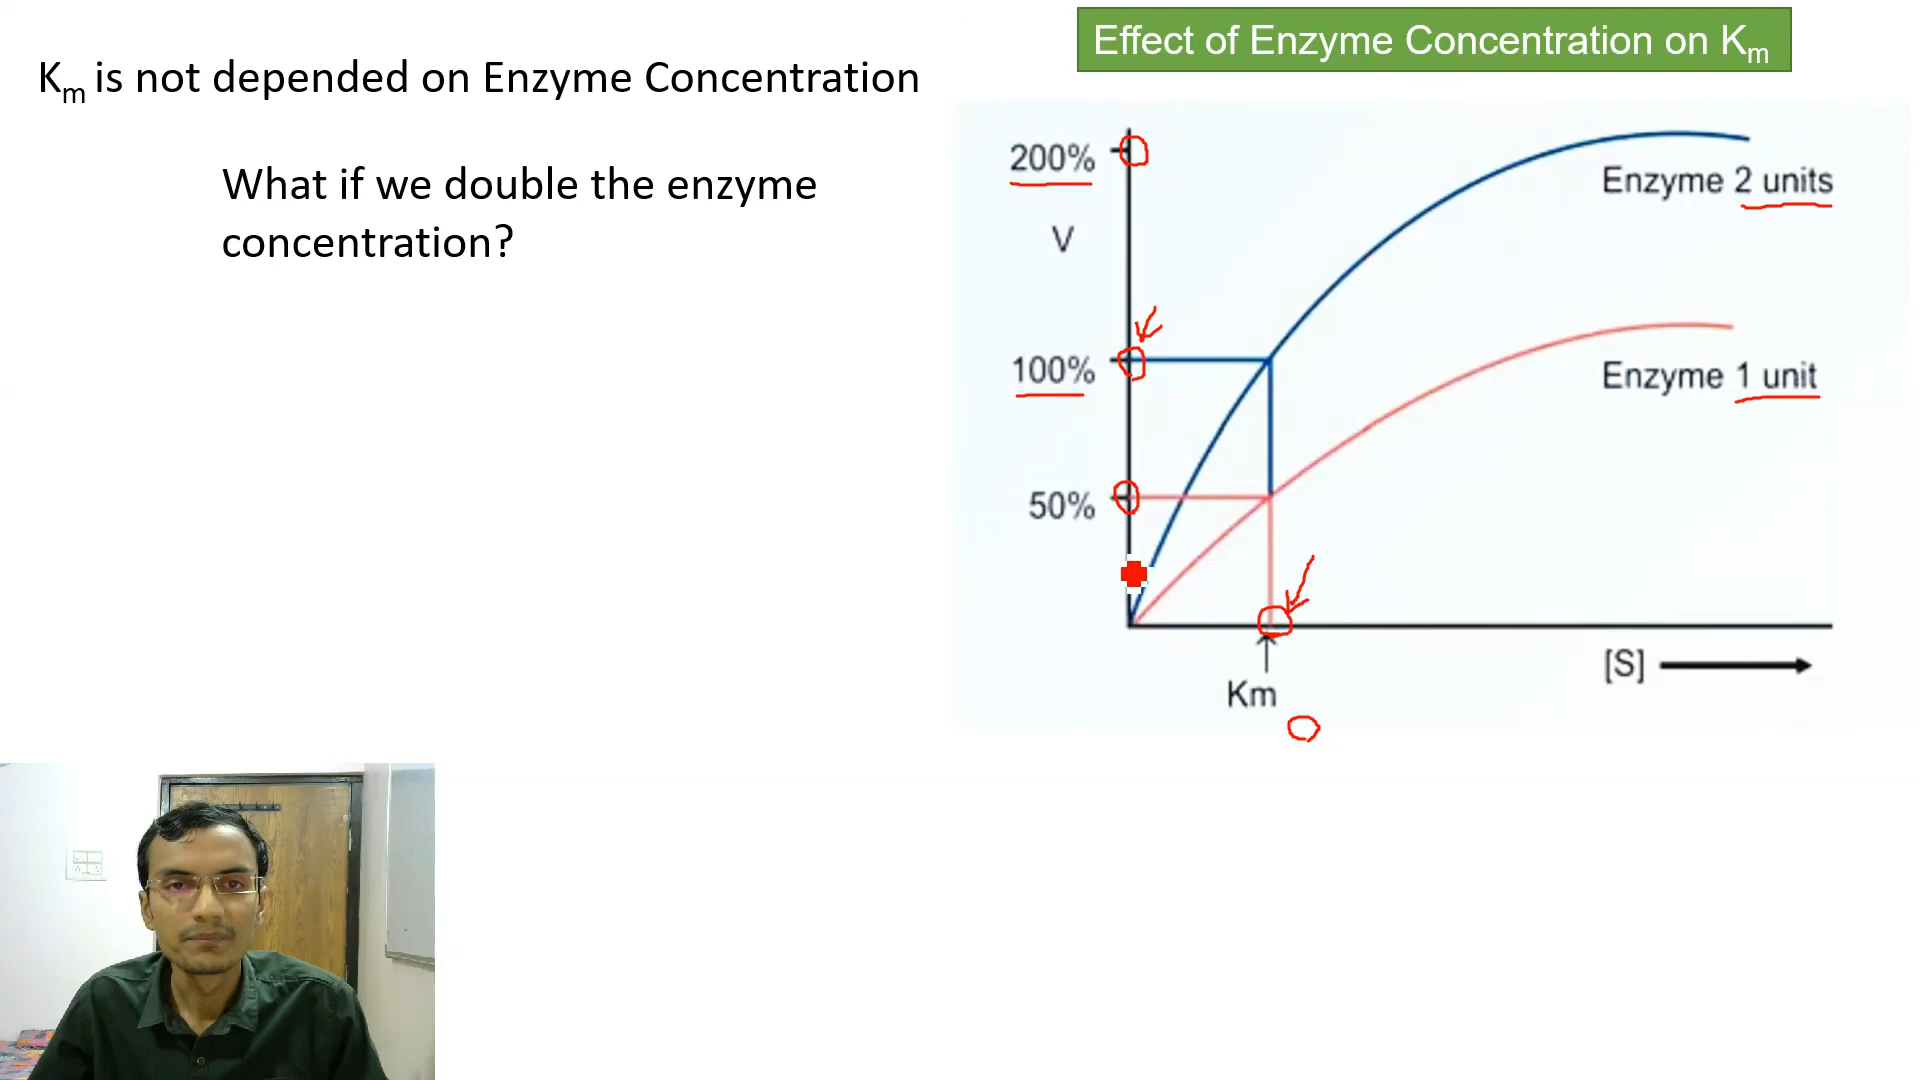 Effect of Enzyme Concentration on Km
Km is not depended on Enzyme Concentration
What if we double the enzyme
concentration?
200%
V
100%
50%
Enzyme 2 units
Enzyme 1 unit
[S]
Km